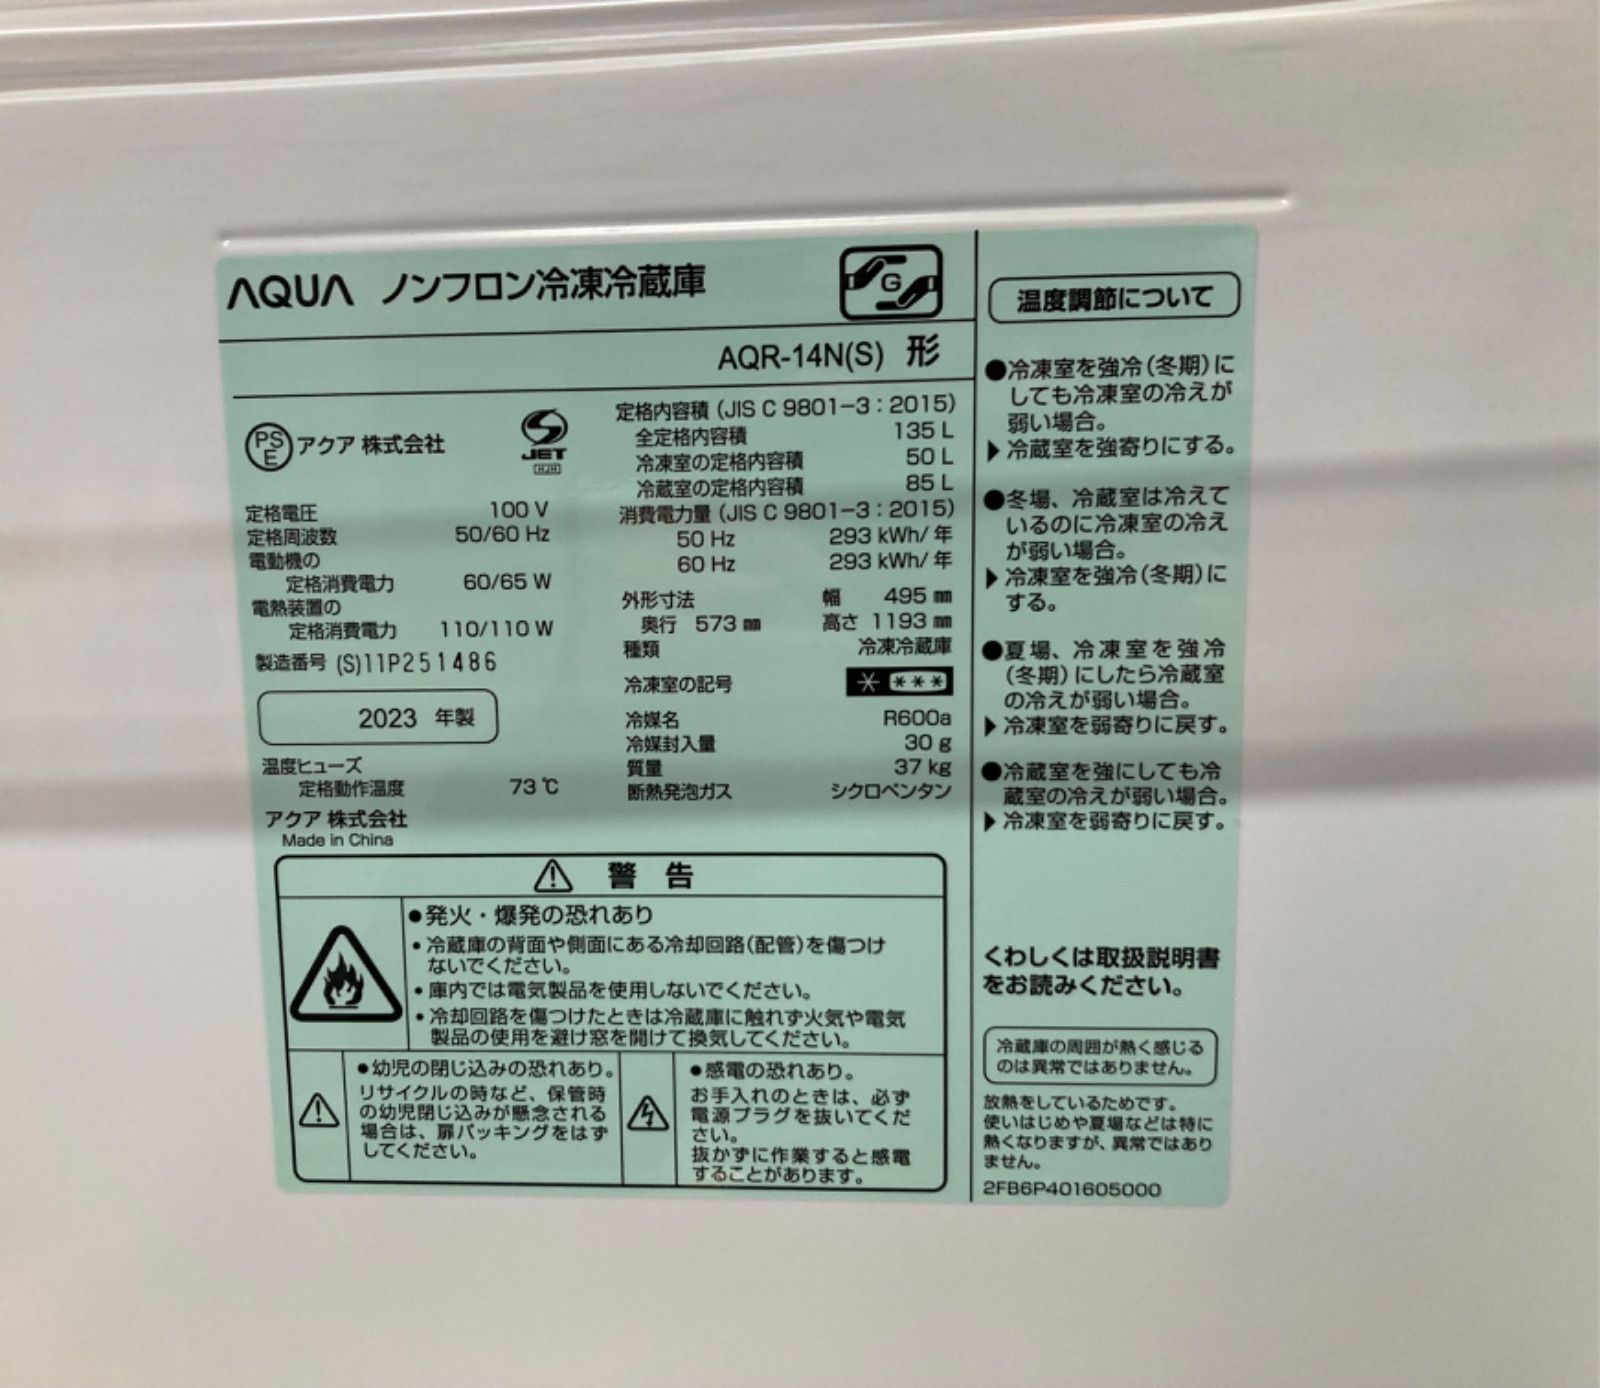 AQUA ノンフロン冷凍冷蔵庫
G
AQR-14N(S) 形
PSE アクア 株式会社
JET
定格電圧 100 V
定格周波数 50/60 Hz
電動機の
定格消費電力 60/65 W
電熱装置の
定格消費電力 110/110 W
製造番号 (S)11P251486
2023 年製
温度ヒューズ
定格動作温度 73 ℃
アクア 株式会社
Made in China
定格内容積 (JIS C 9801-3 : 2015)
全定格内容積 135 L
冷凍室の定格内容積 50 L
冷蔵室の定格内容積 85 L
消費電力量 (JIS C 9801-3 : 2015)
50 Hz 293 kWh/ 年
60 Hz 293 kWh/ 年
外形寸法 幅 495 ㎜
奥行 573 ㎜ 高さ 1193 ㎜
種類 冷凍冷蔵庫
冷凍室の記号 * ***
冷媒名 R600a
冷媒封入量 30 g
質量 37 kg
断熱発泡ガス シクロペンタン
⚠ 警 告
●発火・爆発の恐れあり
・冷蔵庫の背面や側面にある冷却回路(配管)を傷つけ
ないでください。
・庫内では電気製品を使用しないでください。
・冷却回路を傷つけたときは冷蔵庫に触れず火気や電気
製品の使用を避け窓を開けて換気してください。
●幼児の閉じ込みの恐れあり。
リサイクルの時など、保管時
の幼児閉じ込みが懸念される
場合は、扉パッキングをはず
してください。
●感電の恐れあり。
お手入れのときは、必ず
電源プラグを抜いてくだ
さい。
抜かずに作業すると感電
することがあります。
温度調節について
●冷凍室を強冷(冬期)に
しても冷凍室の冷えが
弱い場合。
▶冷蔵室を強寄りにする。
●冬場、冷蔵室は冷えて
いるのに冷凍室の冷え
が弱い場合。
▶冷凍室を強冷(冬期)に
する。
●夏場、冷凍室を強冷
(冬期)にしたら冷蔵室
の冷えが弱い場合。
▶冷凍室を弱寄りに戻す。
●冷蔵室を強にしても冷
蔵室の冷えが弱い場合。
▶冷凍室を弱寄りに戻す。
くわしくは取扱説明書
をお読みください。
冷蔵庫の周囲が熱く感じる
のは異常ではありません。
放熱をしているためです。
使いはじめや夏場などは特に
熱くなりますが、異常ではあり
ません。
2FB6P401605000